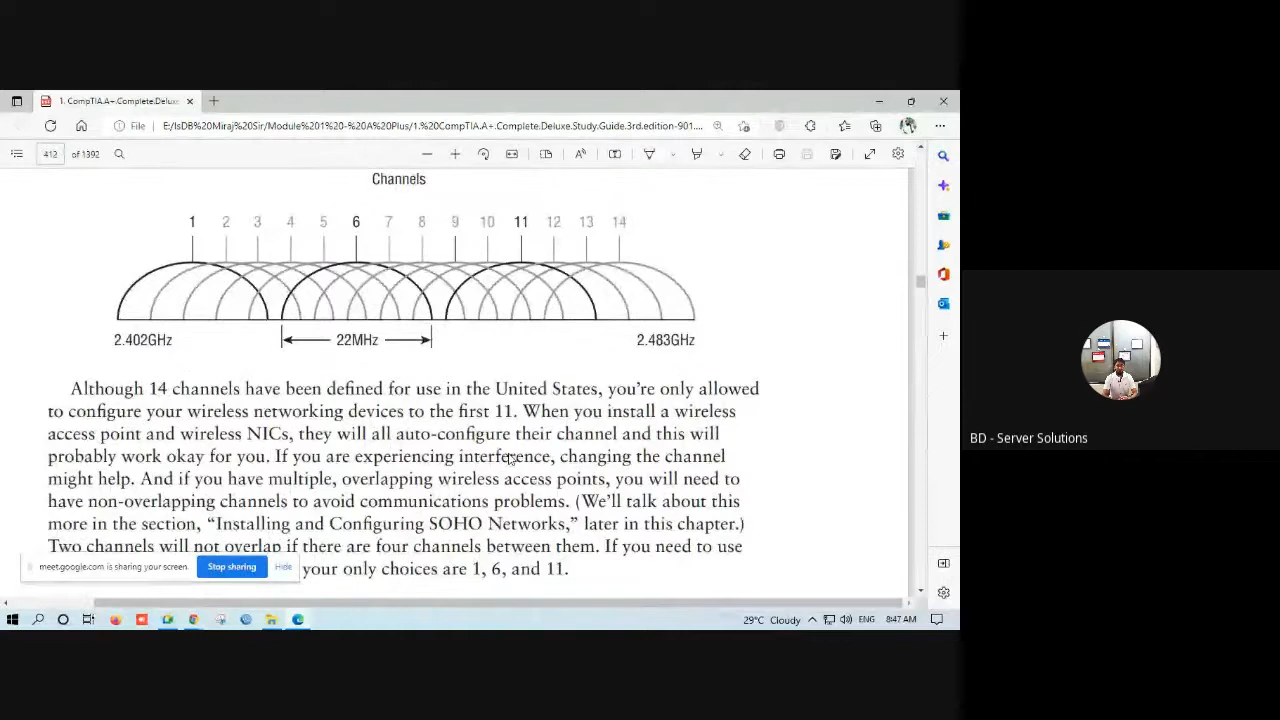 1. CompTIA.A+.Complete.Delux
File
E:/IsDB%20Miraj%20Sir/Module%201%20-%20A%20Plus/1.%20CompTIA.A+.Complete.Deluxe.Study.Guide.3rd.edition-901....
412 of 1392
Channels
1 2 3 4 5 6 7 8 9 10 11 12 13 14
2.402GHz 22MHz 2.483GHz
Although 14 channels have been defined for use in the United States, you're only allowed
to configure your wireless networking devices to the first 11. When you install a wireless
access point and wireless NICs, they will all auto-configure their channel and this will
probably work okay for you. If you are experiencing interference, changing the channel
might help. And if you have multiple, overlapping wireless access points, you will need to
have non-overlapping channels to avoid communications problems. (We'll talk about this
more in the section, “Installing and Configuring SOHO Networks,” later in this chapter.)
Two channels will not overlap if there are four channels between them. If you need to use
your only choices are 1, 6, and 11.
meet.google.com is sharing your screen. Stop sharing Hide
BD - Server Solutions
29°C Cloudy ENG 8:47 AM